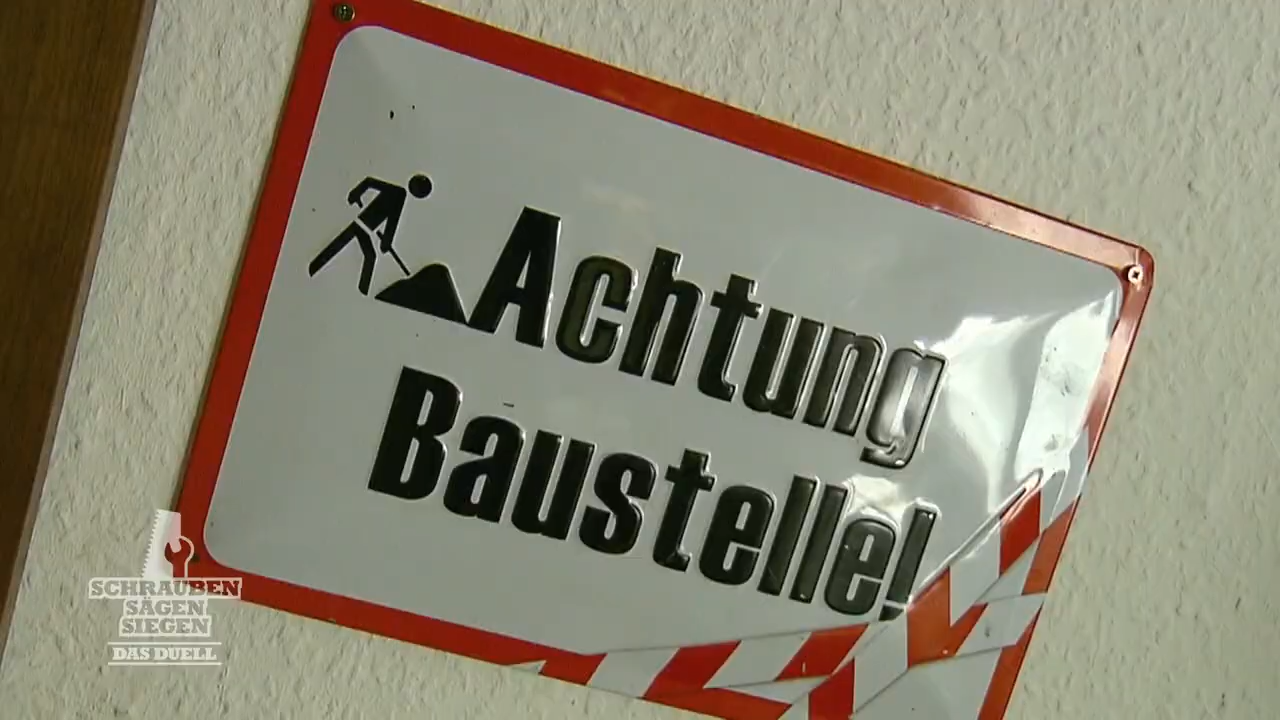 Achtung
Baustelle!
SCHRAUBEN
SÄGEN
SIEGEN
DAS DUELL